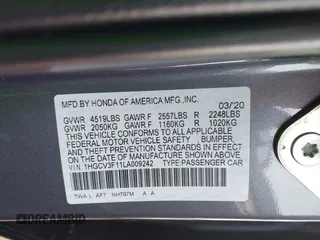 MFD BY HONDA OF AMERICA MFG.,INC. 03/20
GVWR 4519LBS GAWR F 2557LBS R 2248LBS
GVWR 2050KG GAWR F 1160KG R 1020KG
THIS VEHICLE CONFORMS TO ALL APPLICABLE
FEDERAL MOTOR VEHICLE SAFETY, BUMPER,
AND THEFT PREVENTION STANDARDS IN EFFECT
ON THE DATE OF MANUFACTURE SHOWN ABOVE.
V.I.N: 1HGCV3F11LA009242 TYPE:PASSENGER CAR
TWA L AF7 NH797M A A
BIDRAMID